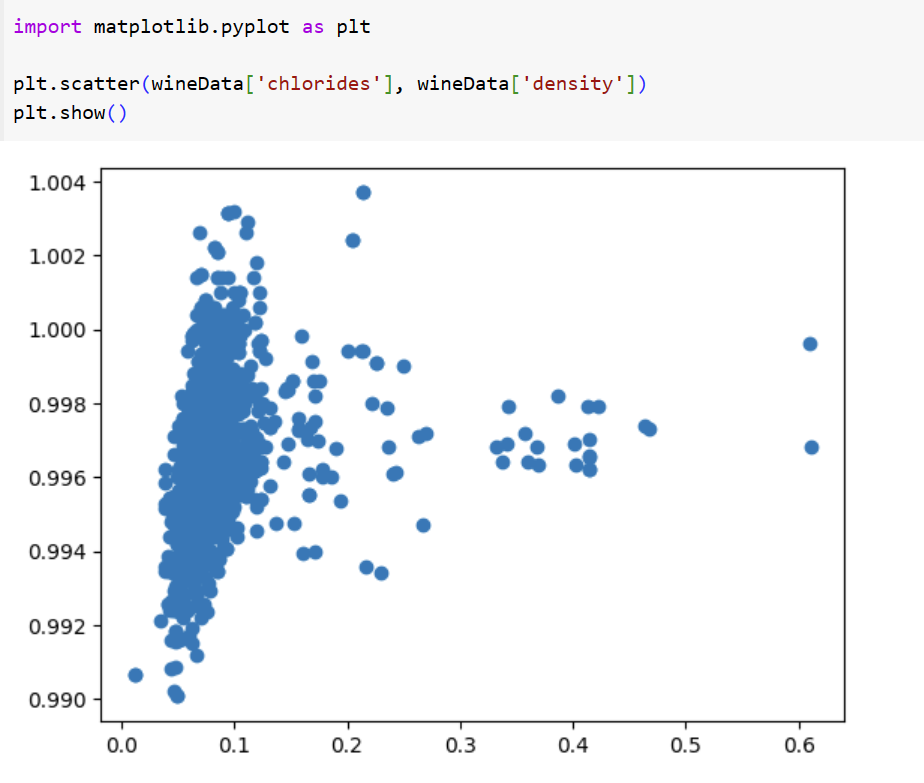 import matplotlib.pyplot as plt
plt.scatter(wineData['chlorides'], wineData['density'])
plt.show()
1.004
1.002
1.000
0.998
0.996
0.994
0.992
0.990
0.0 0.1 0.2 0.3 0.4 0.5 0.6